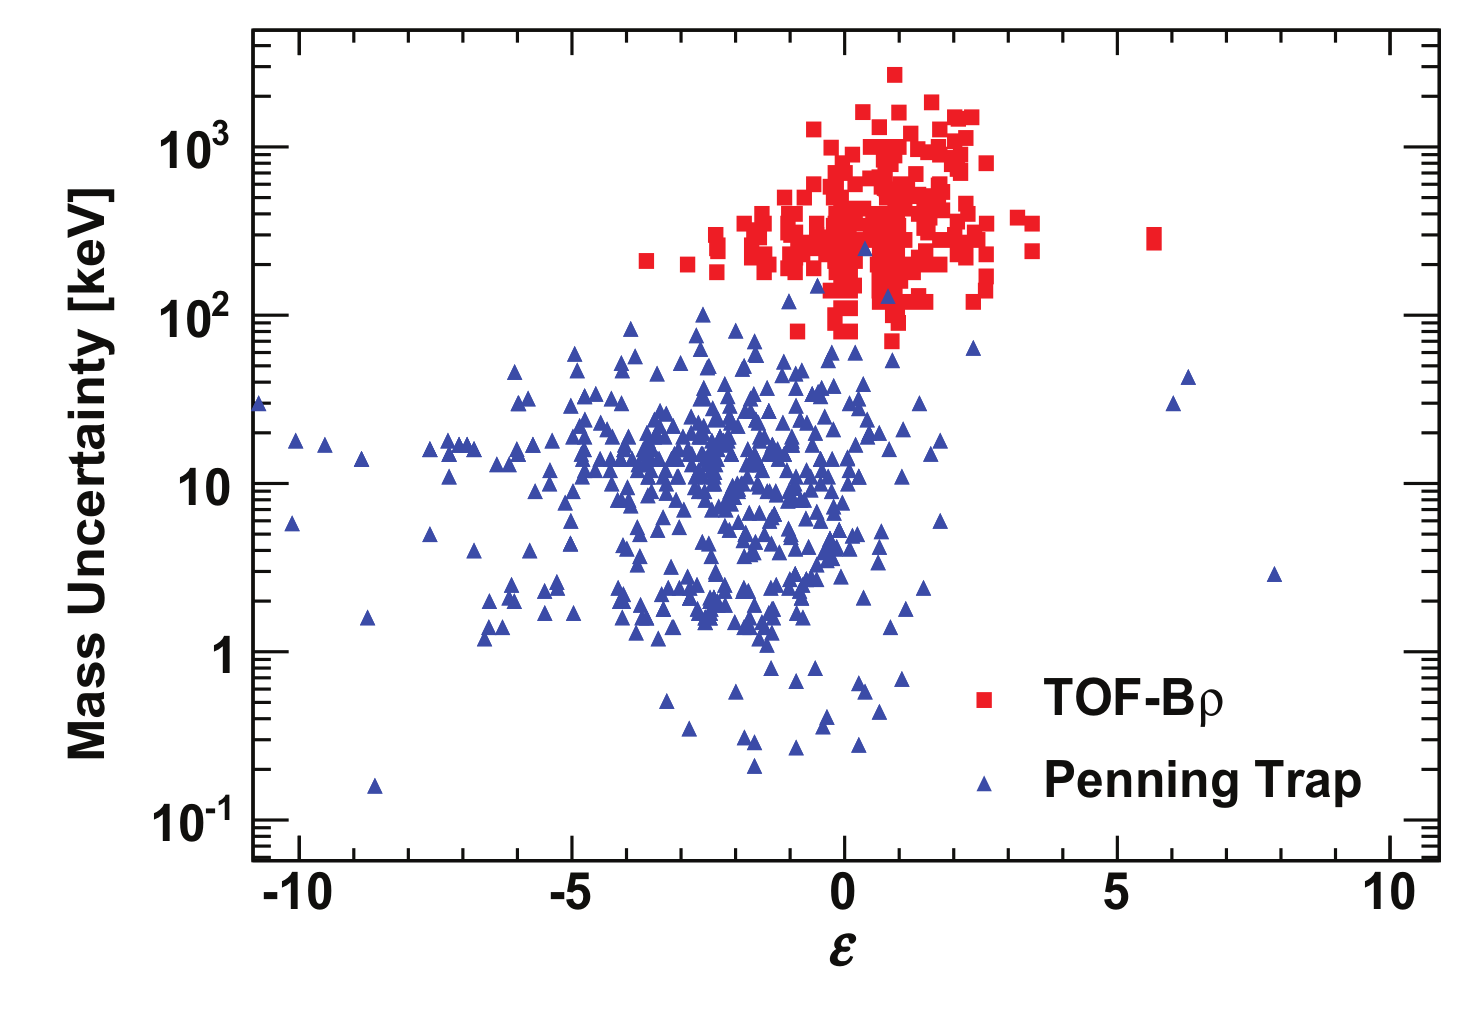 Mass Uncertainty [keV]
10³
10²
10
1
10⁻¹
-10 -5 0 5 10
ε
TOF-Bρ
Penning Trap